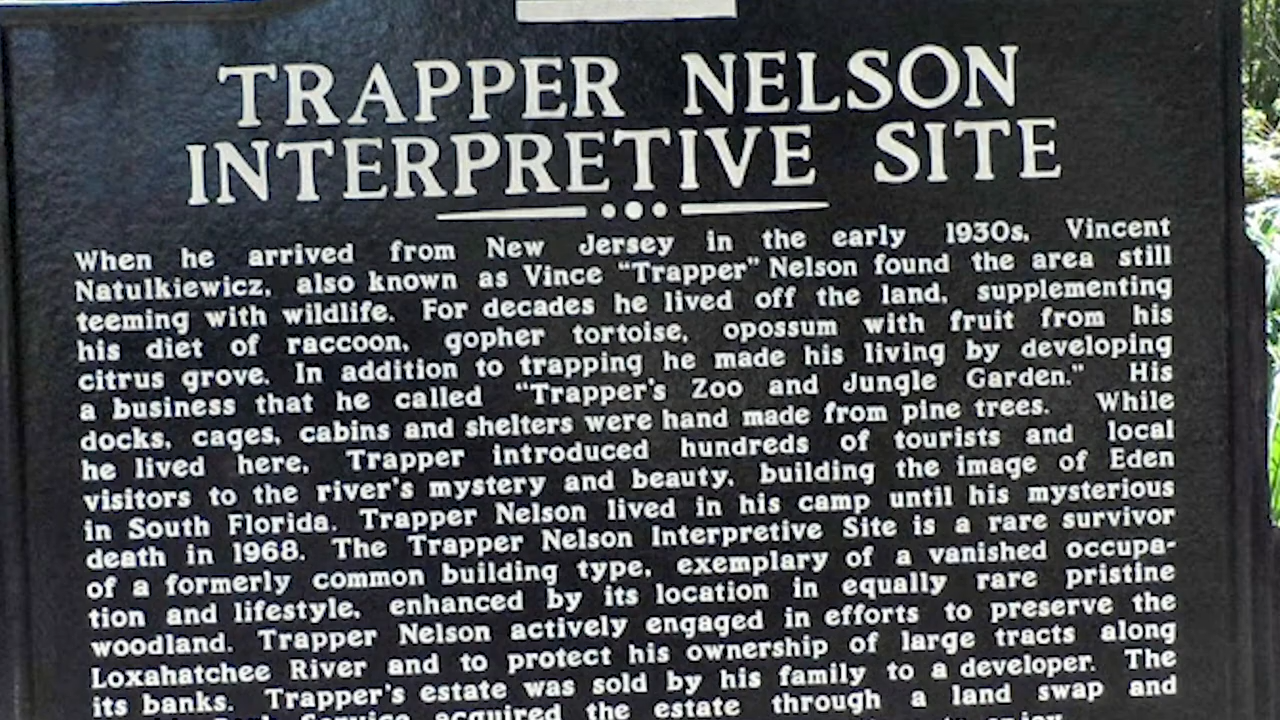 TRAPPER NELSON
INTERPRETIVE SITE
When he arrived from New Jersey in the early 1930s, Vincent
Natulkiewicz, also known as Vince "Trapper" Nelson found the area still
teeming with wildlife. For decades he lived off the land, supplementing
his diet of raccoon, gopher tortoise, opossum with fruit from his
citrus grove. In addition to trapping he made his living by developing
a business that he called "Trapper's Zoo and Jungle Garden." His
docks, cages, cabins and shelters were hand made from pine trees. While
he lived here, Trapper introduced hundreds of tourists and local
visitors to the river's mystery and beauty, building the image of Eden
in South Florida. Trapper Nelson lived in his camp until his mysterious
death in 1968. The Trapper Nelson Interpretive Site is a rare survivor
of a formerly common building type, exemplary of a vanished occupa-
tion and lifestyle, enhanced by its location in equally rare pristine
woodland. Trapper Nelson actively engaged in efforts to preserve the
Loxahatchee River and to protect his ownership of large tracts along
its banks. Trapper's estate was sold by his family to a developer. The
Service acquired the estate through a land swap and